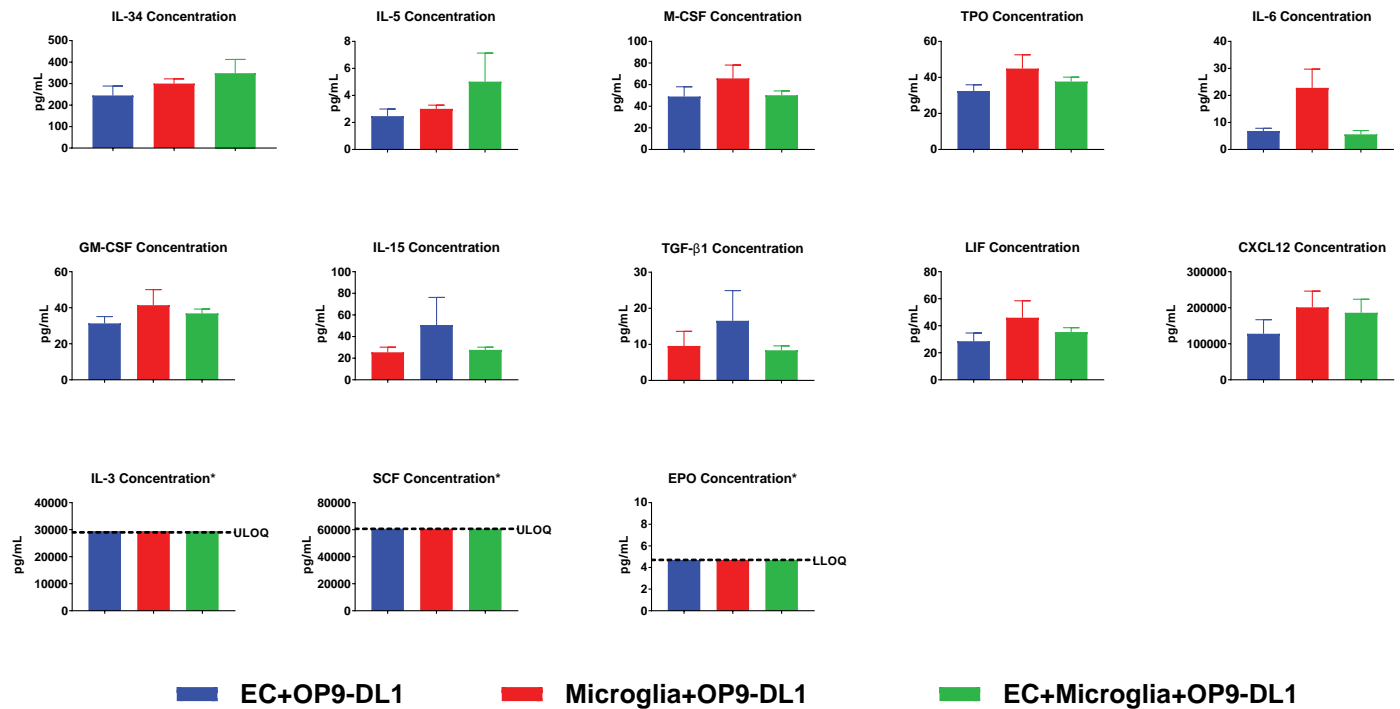 IL-34 Concentration
pg/mL
500
400
300
200
100
0
IL-5 Concentration
pg/mL
8
6
4
2
0
M-CSF Concentration
pg/mL
100
80
60
40
20
0
TPO Concentration
pg/mL
60
40
20
0
IL-6 Concentration
pg/mL
40
30
20
10
0
GM-CSF Concentration
pg/mL
60
40
20
0
IL-15 Concentration
pg/mL
100
80
60
40
20
0
TGF-β1 Concentration
pg/mL
30
20
10
0
LIF Concentration
pg/mL
80
60
40
20
0
CXCL12 Concentration
pg/mL
300000
200000
100000
0
IL-3 Concentration*
pg/mL
40000
30000
20000
10000
0
ULOQ
SCF Concentration*
pg/mL
80000
60000
40000
20000
0
ULOQ
EPO Concentration*
pg/mL
10
8
6
4
2
0
LLOQ
EC+OP9-DL1
Microglia+OP9-DL1
EC+Microglia+OP9-DL1